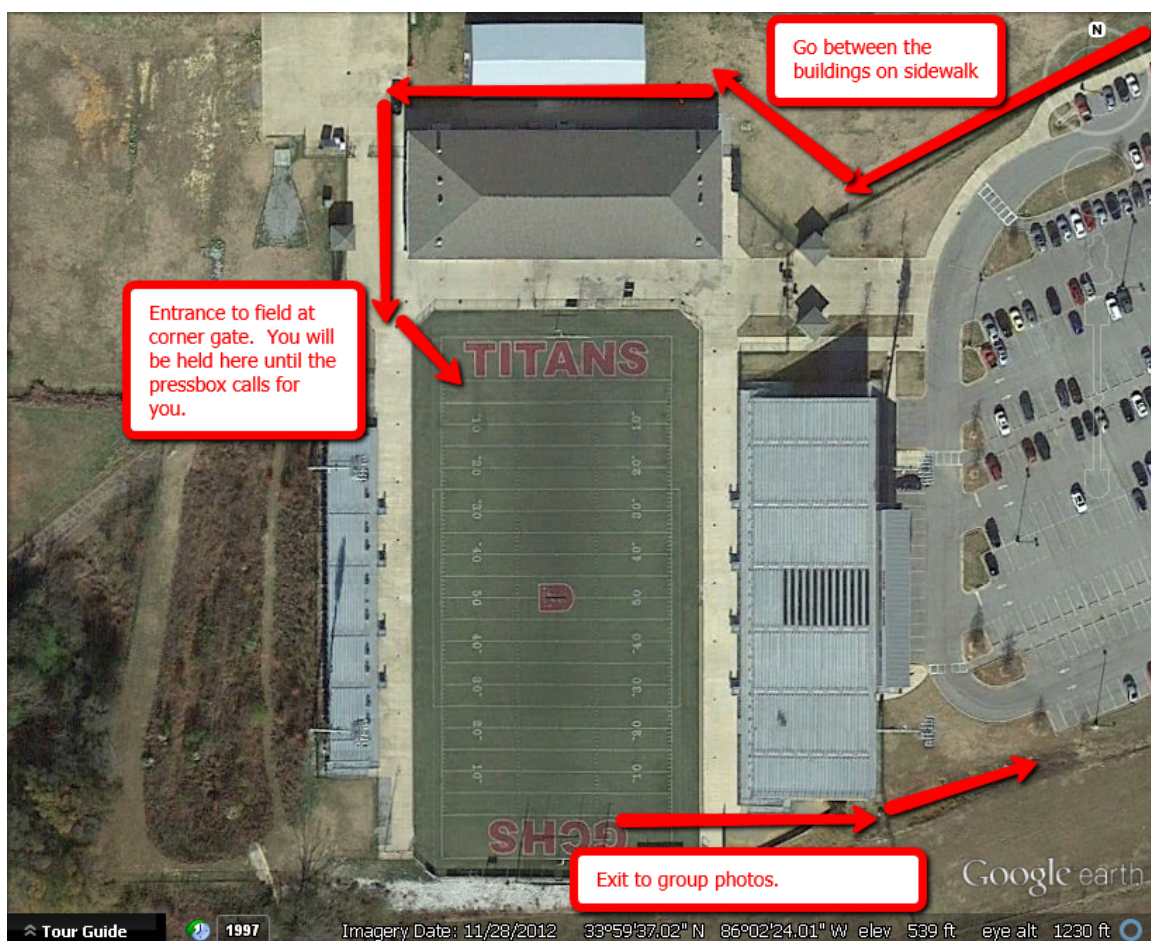 N
Go between the
buildings on sidewalk
Entrance to field at
corner gate. You will
be held here until the
pressbox calls for
you.
TITANS
10 10
20 20
30 30
40 40
50 50
40 40
30 30
20 20
10 10
GCHS
Exit to group photos.
Google earth
Tour Guide
1997
Imagery Date: 11/28/2012 33°59'37.02" N 86°02'24.01" W elev 539 ft eye alt 1230 ft